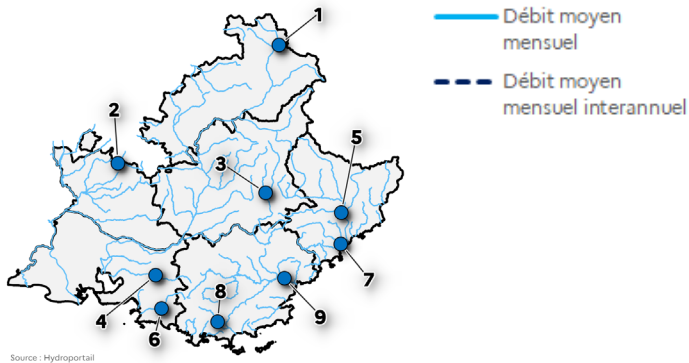 1
Débit moyen
mensuel
Débit moyen
mensuel interannuel
2
5
3
7
8
4
9
6
Source : Hydroportail